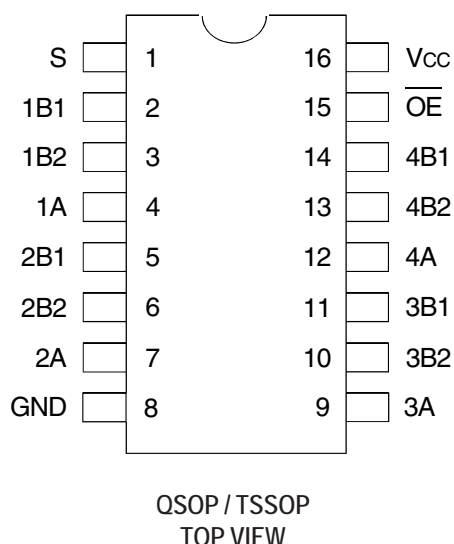 S 1 16 Vcc
1B1 2 15 OE
1B2 3 14 4B1
1A 4 13 4B2
2B1 5 12 4A
2B2 6 11 3B1
2A 7 10 3B2
GND 8 9 3A
QSOP / TSSOP
TOP VIEW